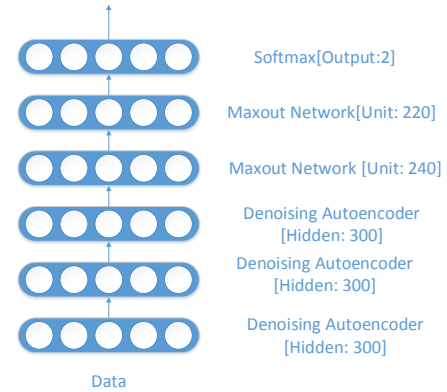 Softmax[Output:2]
Maxout Network[Unit: 220]
Maxout Network [Unit: 240]
Denoising Autoencoder
[Hidden: 300]
Denoising Autoencoder
[Hidden: 300]
Denoising Autoencoder
[Hidden: 300]
Data